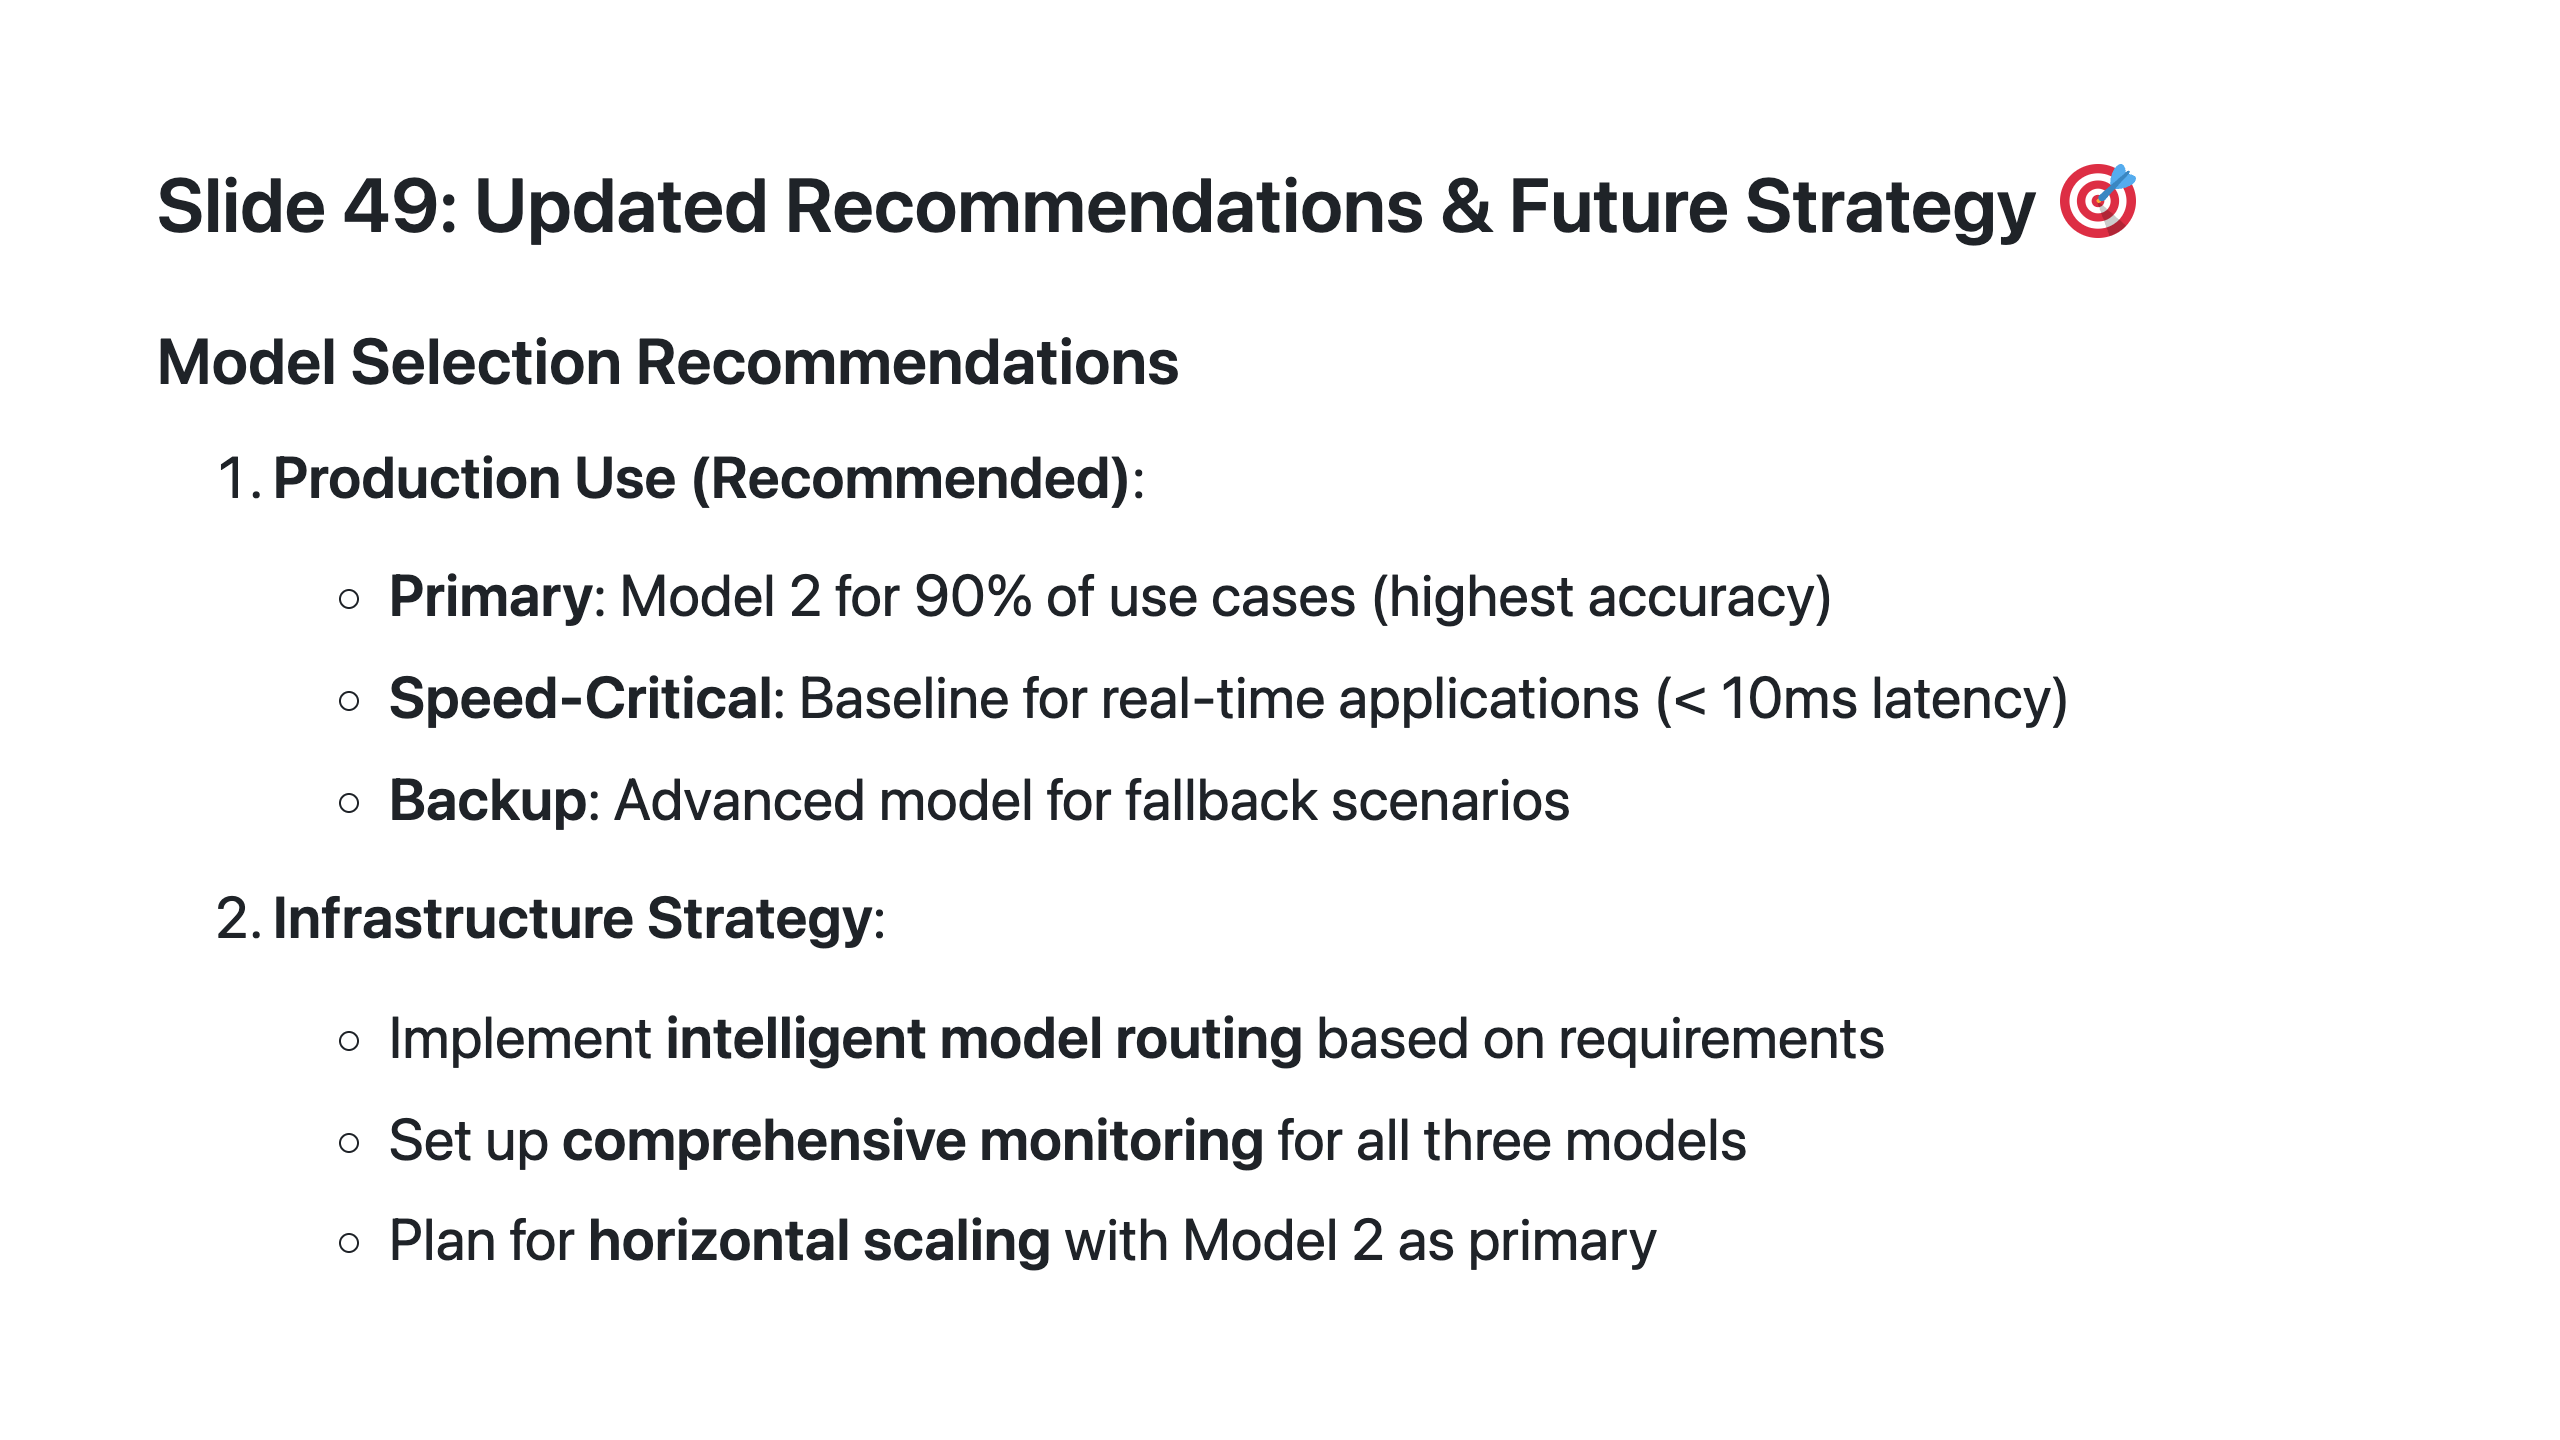 Slide 49: Updated Recommendations & Future Strategy 🎯
Model Selection Recommendations
1. Production Use (Recommended):
○ Primary: Model 2 for 90% of use cases (highest accuracy)
○ Speed-Critical: Baseline for real-time applications (< 10ms latency)
○ Backup: Advanced model for fallback scenarios
2. Infrastructure Strategy:
○ Implement intelligent model routing based on requirements
○ Set up comprehensive monitoring for all three models
○ Plan for horizontal scaling with Model 2 as primary